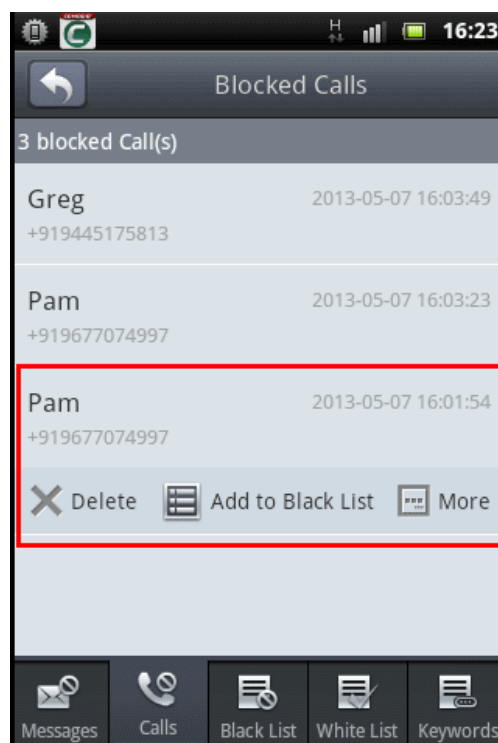 H
16:23
Blocked Calls
3 blocked Call(s)
Greg 2013-05-07 16:03:49
+919445175813
Pam 2013-05-07 16:03:23
+919677074997
Pam 2013-05-07 16:01:54
+919677074997
Delete Add to Black List More
Messages Calls Black List White List Keywords